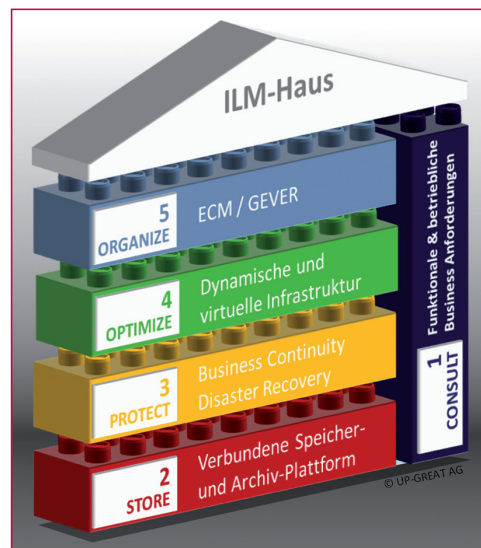 ILM-Haus
5
ORGANIZE
ECM / GEVER
4
OPTIMIZE
Dynamische und
virtuelle Infrastruktur
3
PROTECT
Business Continuity
Disaster Recovery
2
STORE
Verbundene Speicher-
und Archiv-Plattform
1
CONSULT
Funktionale & betriebliche
Business Anforderungen
© UP-GREAT AG